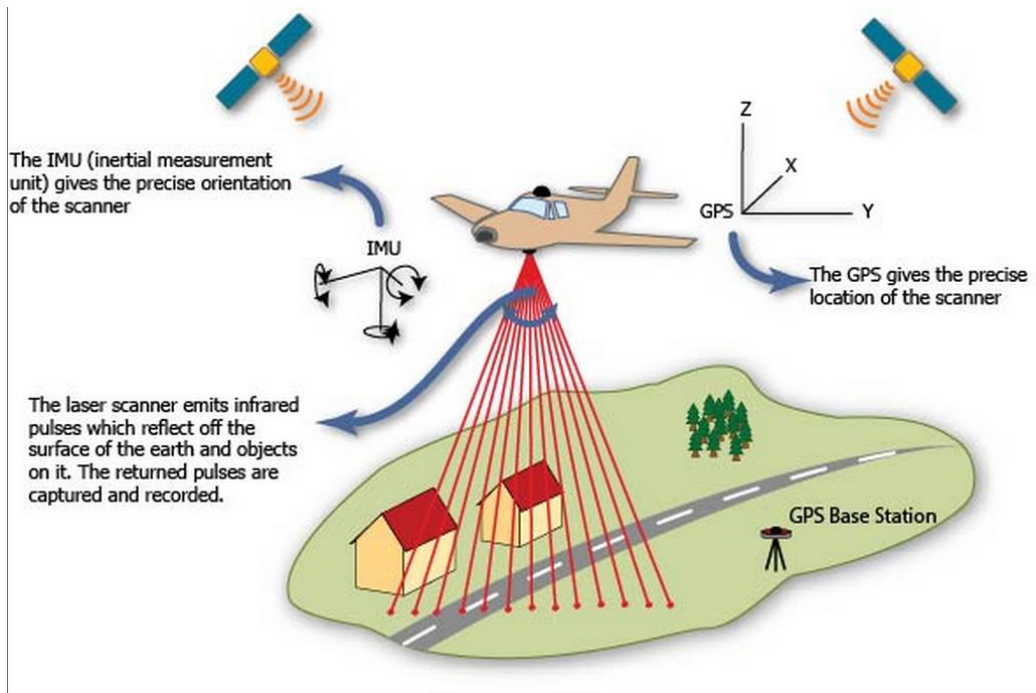 The IMU (inertial measurement
unit) gives the precise orientation
of the scanner
IMU
Z
X
GPS
Y
The GPS gives the precise
location of the scanner
The laser scanner emits infrared
pulses which reflect off the
surface of the earth and objects
on it. The returned pulses are
captured and recorded.
GPS Base Station